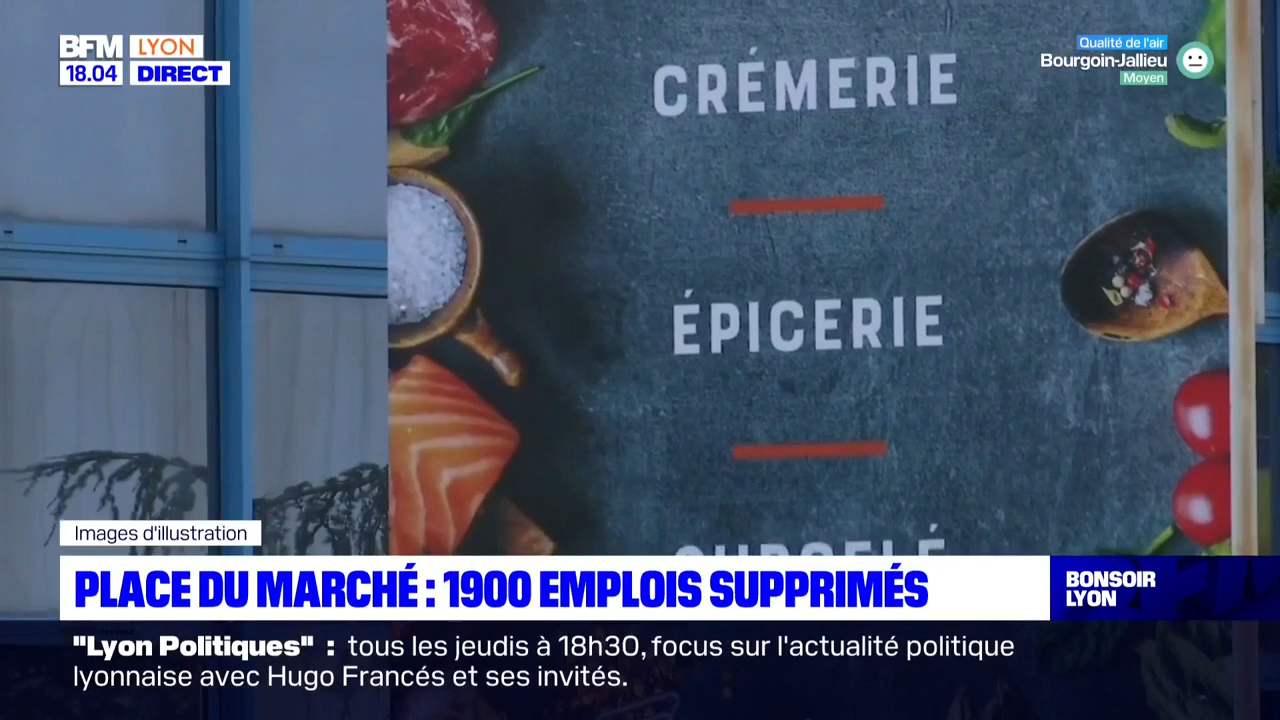 BFM LYON
18.04 DIRECT
Qualité de l'air
Bourgoin-Jallieu
Moyen
CRÉMERIE
ÉPICERIE
Images d'illustration
PLACE DU MARCHÉ : 1900 EMPLOIS SUPPRIMÉS
BONSOIR
LYON
"Lyon Politiques" : tous les jeudis à 18h30, focus sur l'actualité politique
lyonnaise avec Hugo Francés et ses invités.